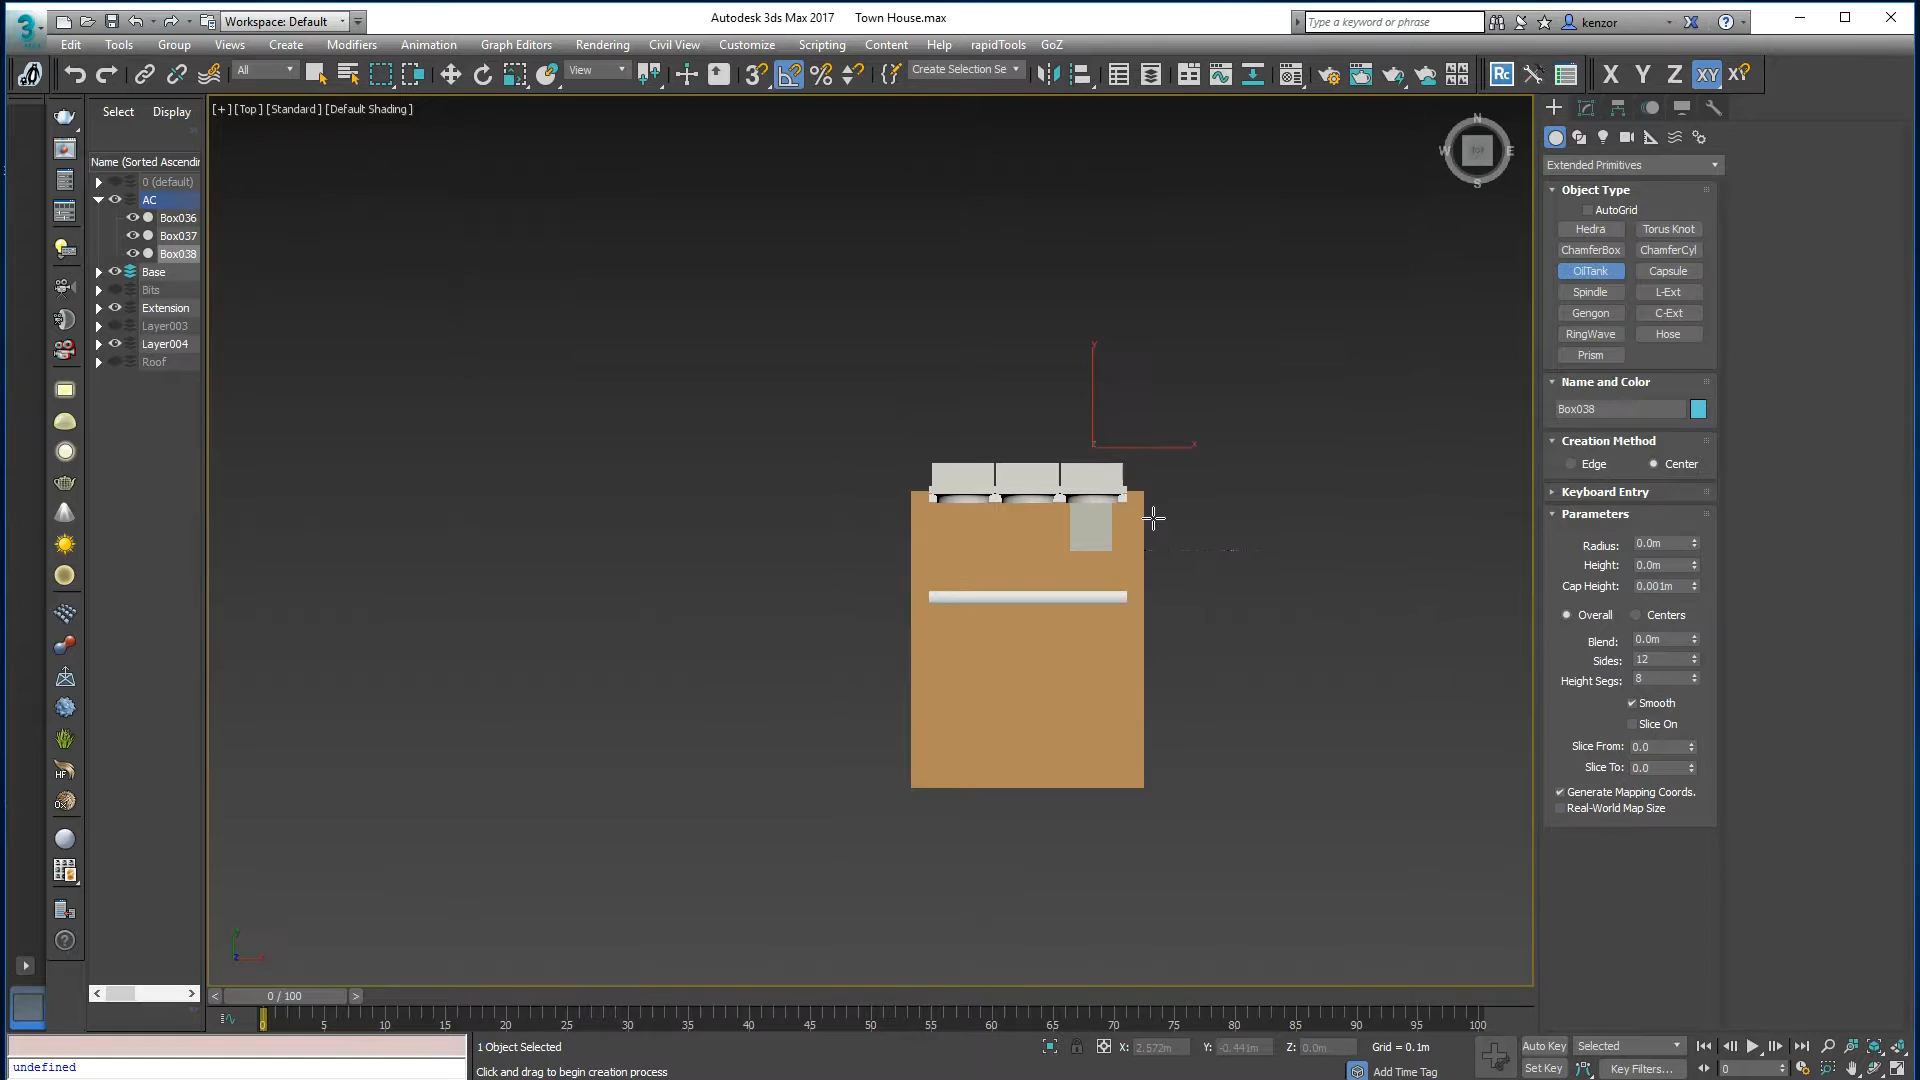 Workspace: Default
Autodesk 3ds Max 2017 Town House.max
Type a keyword or phrase
kenzor
Edit Tools Group Views Create Modifiers Animation Graph Editors Rendering Civil View Customize Scripting Content Help rapidTools GoZ
All
View
Create Selection Se
Rc
X Y Z XY XY
Select Display
[+] [Top] [Standard] [Default Shading]
Name (Sorted Ascendin
0 (default)
AC
Box036
Box037
Box038
Base
Bits
Extension
Layer003
Layer004
Roof
N
W E
S
y
x
z
Extended Primitives
Object Type
AutoGrid
Hedra Torus Knot
ChamferBox ChamferCyl
OilTank Capsule
Spindle L-Ext
Gengon C-Ext
RingWave Hose
Prism
Name and Color
Box038
Creation Method
Edge Center
Keyboard Entry
Parameters
Radius: 0.0m
Height: 0.0m
Cap Height: 0.001m
Overall Centers
Blend: 0.0m
Sides: 12
Height Segs: 8
Smooth
Slice On
Slice From: 0.0
Slice To: 0.0
Generate Mapping Coords.
Real-World Map Size
HF
0 / 100
0 5 10 15 20 25 30 35 40 45 50 55 60 65 70 75 80 85 90 95 100
undefined
1 Object Selected
Click and drag to begin creation process
X: 2.572m Y: -0.441m Z: 0.0m Grid = 0.1m
Add Time Tag
Auto Key Selected
Set Key Key Filters...
0